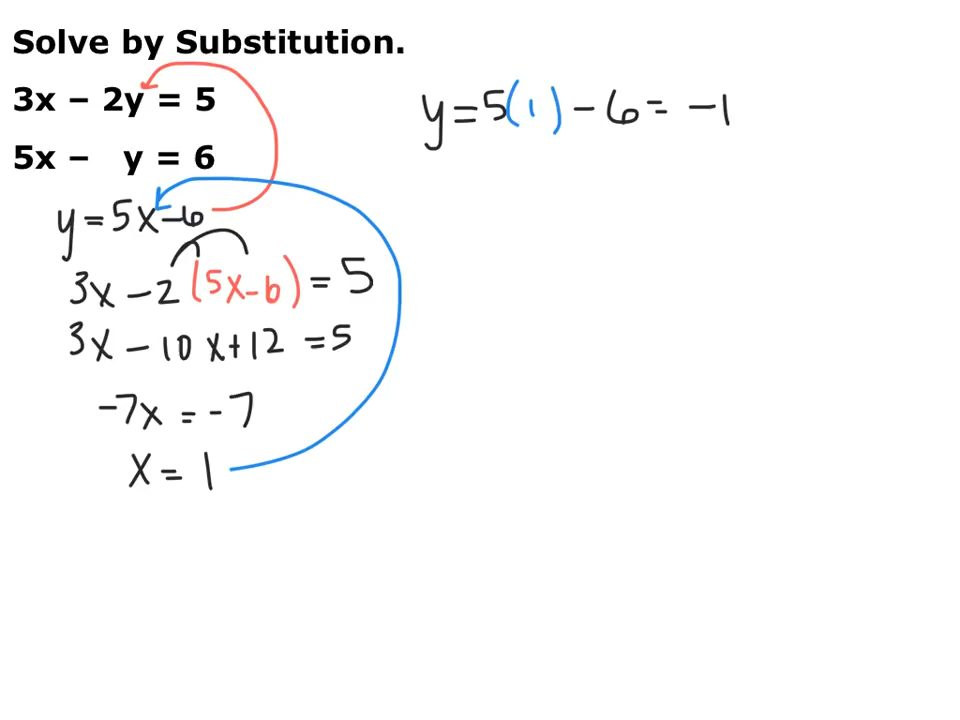 Solve by Substitution.
3x − 2y = 5
5x − y = 6
y = 5x − 6
3x − 2 (5x − 6) = 5
3x − 10x + 12 = 5
-7x = -7
x = 1
y = 5(1) − 6 = −1